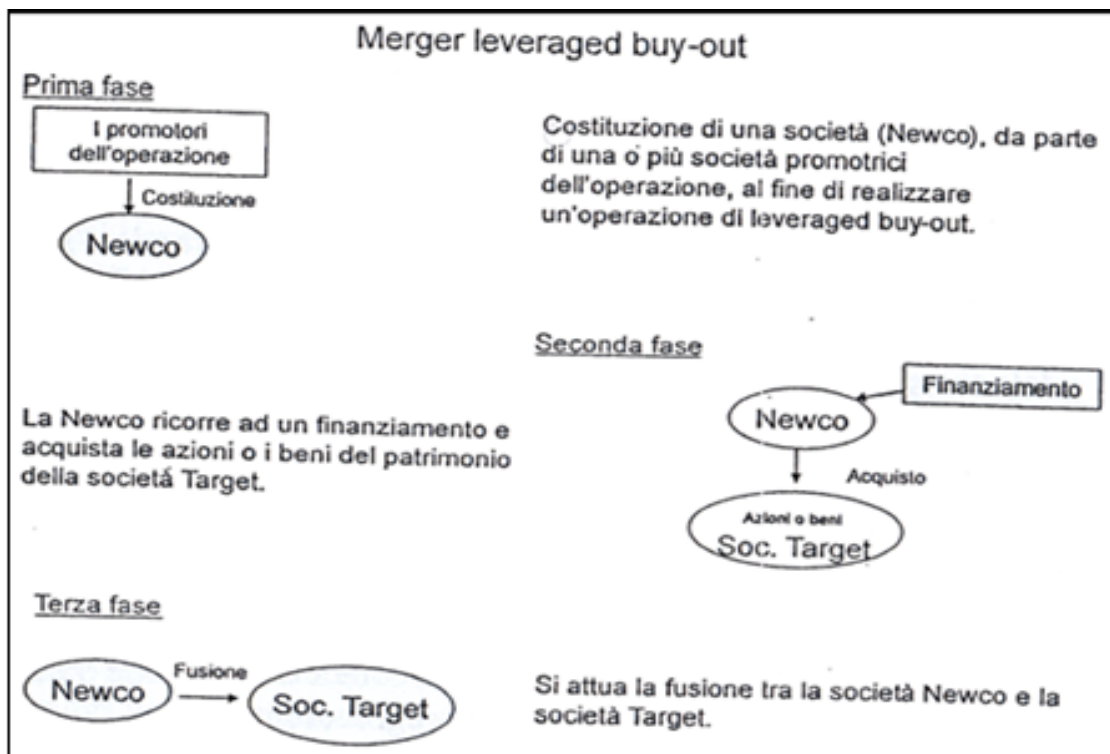 Merger leveraged buy-out
Prima fase
I promotori
dell'operazione
Costituzione
Newco
Costituzione di una società (Newco), da parte
di una o più società promotrici
dell'operazione, al fine di realizzare
un'operazione di leveraged buy-out.
Seconda fase
La Newco ricorre ad un finanziamento e
acquista le azioni o i beni del patrimonio
della societá Target.
Finanziamento
Newco
Acquisto
Azioni o beni
Soc. Target
Terza fase
Newco
Fusione
Soc. Target
Si attua la fusione tra la società Newco e la
società Target.